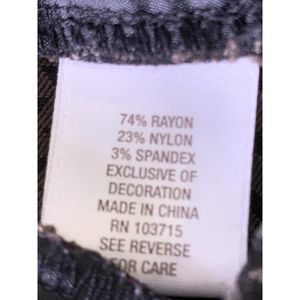 74% RAYON
23% NYLON
3% SPANDEX
EXCLUSIVE OF
DECORATION
MADE IN CHINA
RN 103715
SEE REVERSE
FOR CARE